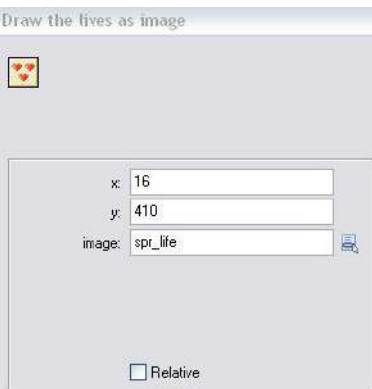 Draw the lives as image
x: 16
y: 410
image: spr_life
Relative